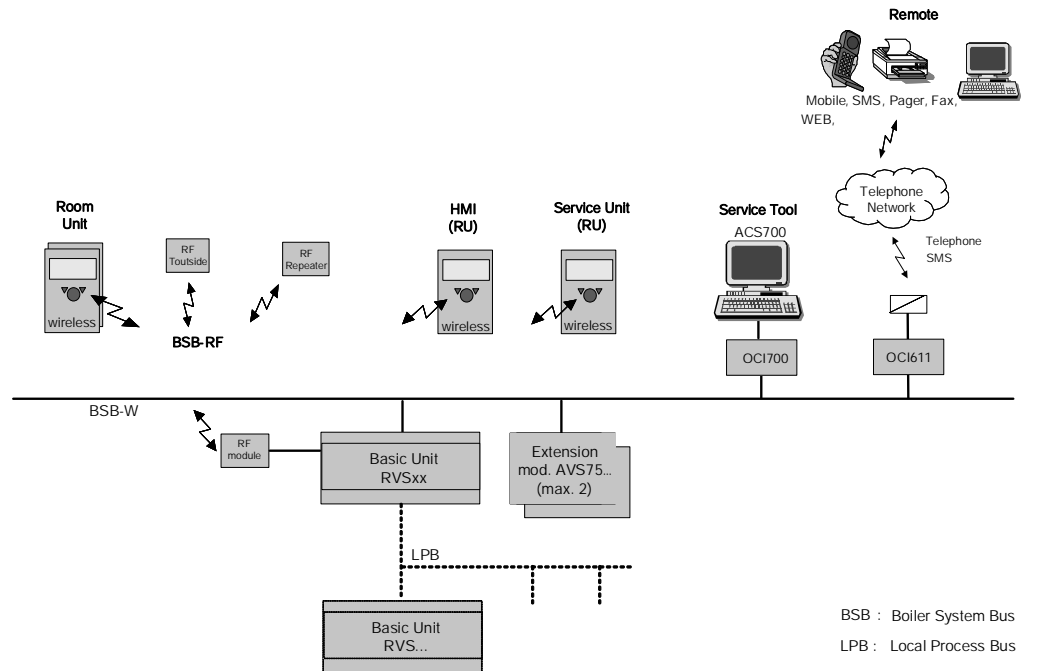 Remote
Mobile, SMS, Pager, Fax,
WEB,
Telephone
Network
Telephone
SMS
Room
Unit
wireless
RF
Toutside
RF
Repeater
BSB-RF
HMI
(RU)
wireless
Service Unit
(RU)
wireless
Service Tool
ACS700
OCI700
OCI611
BSB-W
RF
module
Basic Unit
RVSxx
Extension
mod. AVS75...
(max. 2)
LPB
Basic Unit
RVS...
BSB : Boiler System Bus
LPB : Local Process Bus